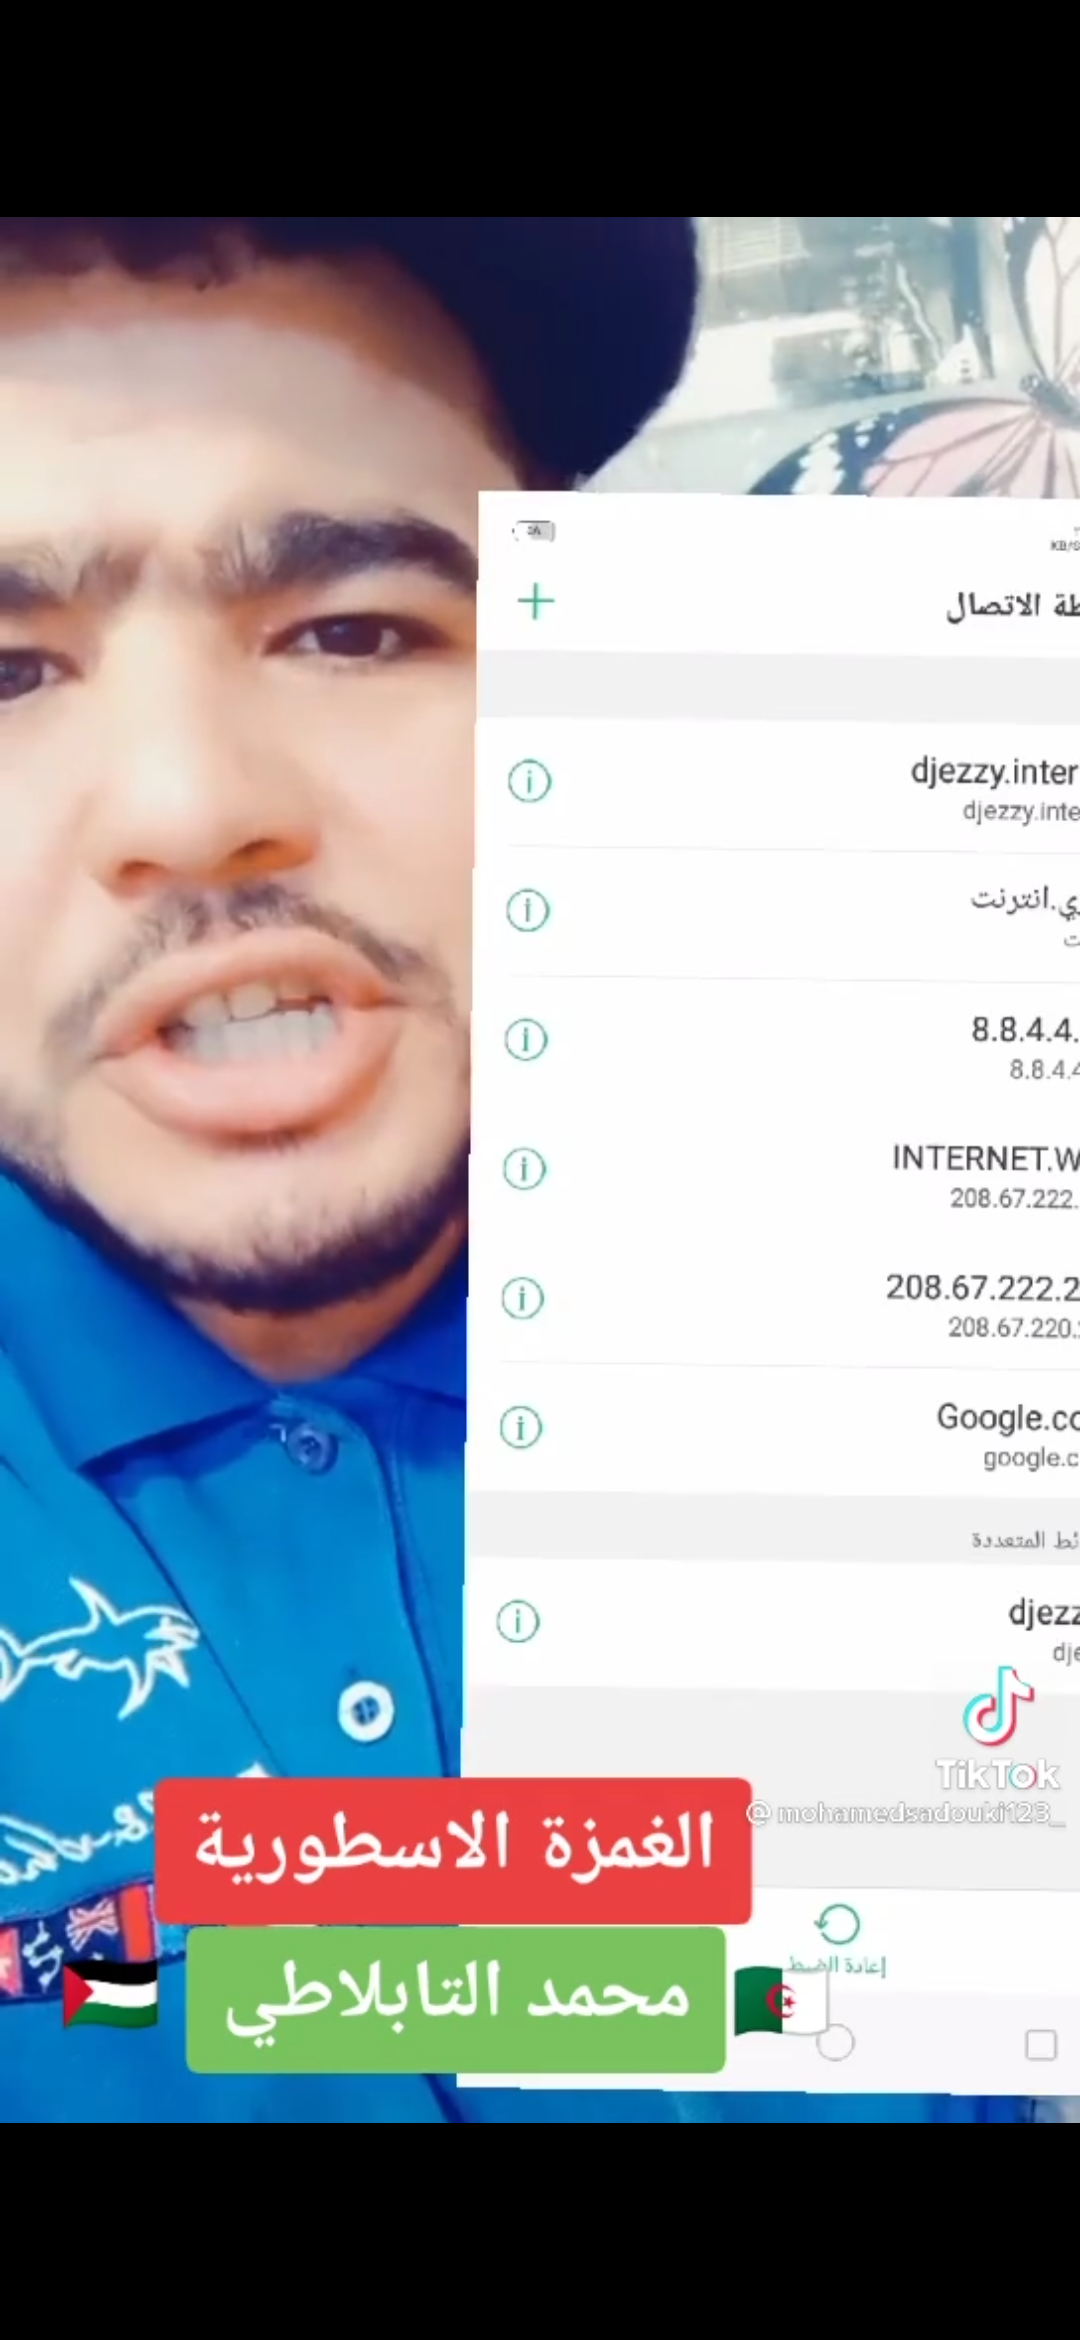 KB/S
طة الاتصال
djezzy.inter
djezzy.inte
ي.انترنت
8.8.4.4.
8.8.4.4
INTERNET.W
208.67.222.
208.67.222.2
208.67.220.
Google.co
google.c
ئط المتعددة
djezz
dje
TikTok
@mohamedsadouki123_
الغمزة الاسطورية
إعادة الضبط
محمد التابلاطي